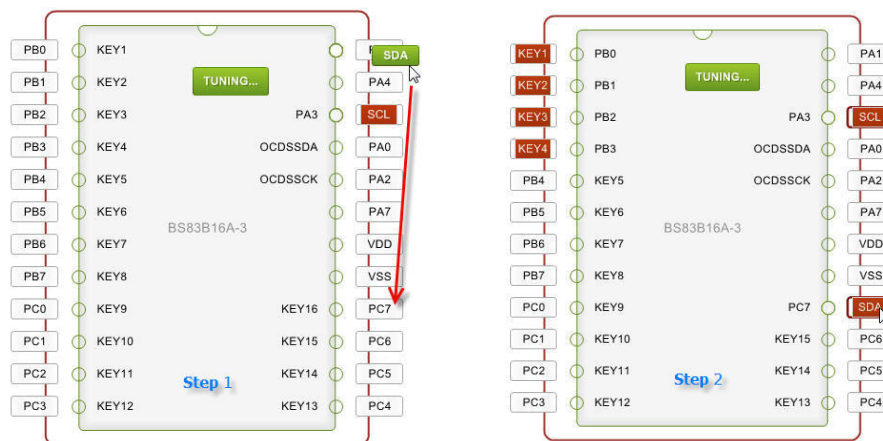 PB0 KEY1 SDA
PB1 KEY2 TUNING... PA4
PB2 KEY3 PA3 SCL
PB3 KEY4 OCDSSDA PA0
PB4 KEY5 OCDSSCK PA2
PB5 KEY6 PA7
BS83B16A-3
PB6 KEY7 VDD
PB7 KEY8 VSS
PC0 KEY9 KEY16 PC7
PC1 KEY10 KEY15 PC6
PC2 KEY11 KEY14 PC5
Step 1
PC3 KEY12 KEY13 PC4
KEY1 PB0 PA1
KEY2 PB1 TUNING... PA4
KEY3 PB2 PA3 SCL
KEY4 PB3 OCDSSDA PA0
PB4 KEY5 OCDSSCK PA2
PB5 KEY6 PA7
BS83B16A-3
PB6 KEY7 VDD
PB7 KEY8 VSS
PC0 KEY9 PC7 SDA
PC1 KEY10 KEY15 PC6
PC2 KEY11 KEY14 PC5
Step 2
PC3 KEY12 KEY13 PC4